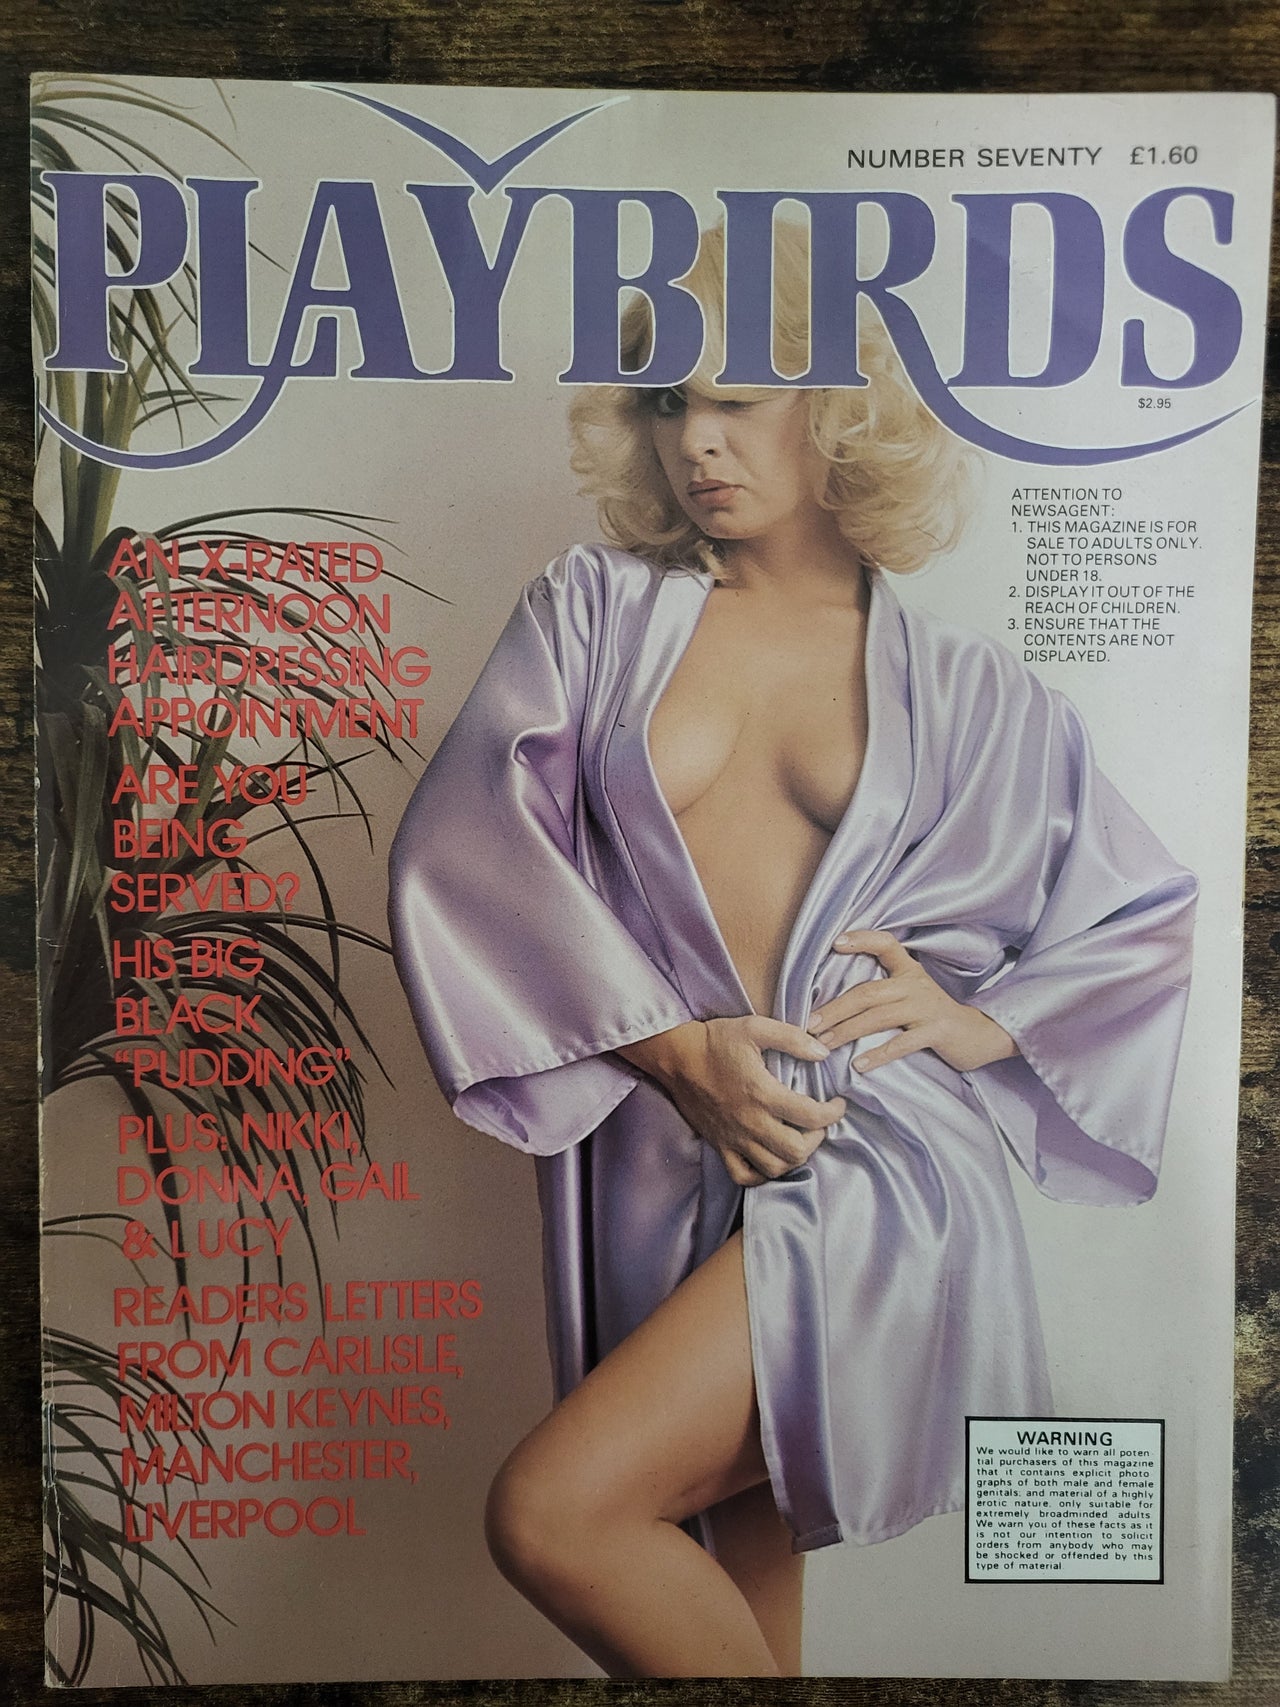 NUMBER SEVENTY £1.60
PLAYBIRDS
$2.95
ATTENTION TO
NEWSAGENT:
1. THIS MAGAZINE IS FOR
SALE TO ADULTS ONLY.
NOT TO PERSONS
UNDER 18.
2. DISPLAY IT OUT OF THE
REACH OF CHILDREN.
3. ENSURE THAT THE
CONTENTS ARE NOT
DISPLAYED.
AN X-RATED
AFTERNOON
HAIRDRESSING
APPOINTMENT
ARE YOU
BEING
SERVED?
HIS BIG
BLACK
“PUDDING”
PLUS: NIKKI,
DONNA, GAIL
& LUCY
READERS LETTERS
FROM CARLISLE,
MILTON KEYNES,
MANCHESTER,
LIVERPOOL
WARNING
We would like to warn all poten-
tial purchasers of this magazine
that it contains explicit photo
graphs of both male and female
genitals: and material of a highly
erotic nature, only suitable for
extremely broadminded adults
We warn you of these facts as it
is not our intention to solicit
orders from anybody who may
be shocked or offended by this
type of material